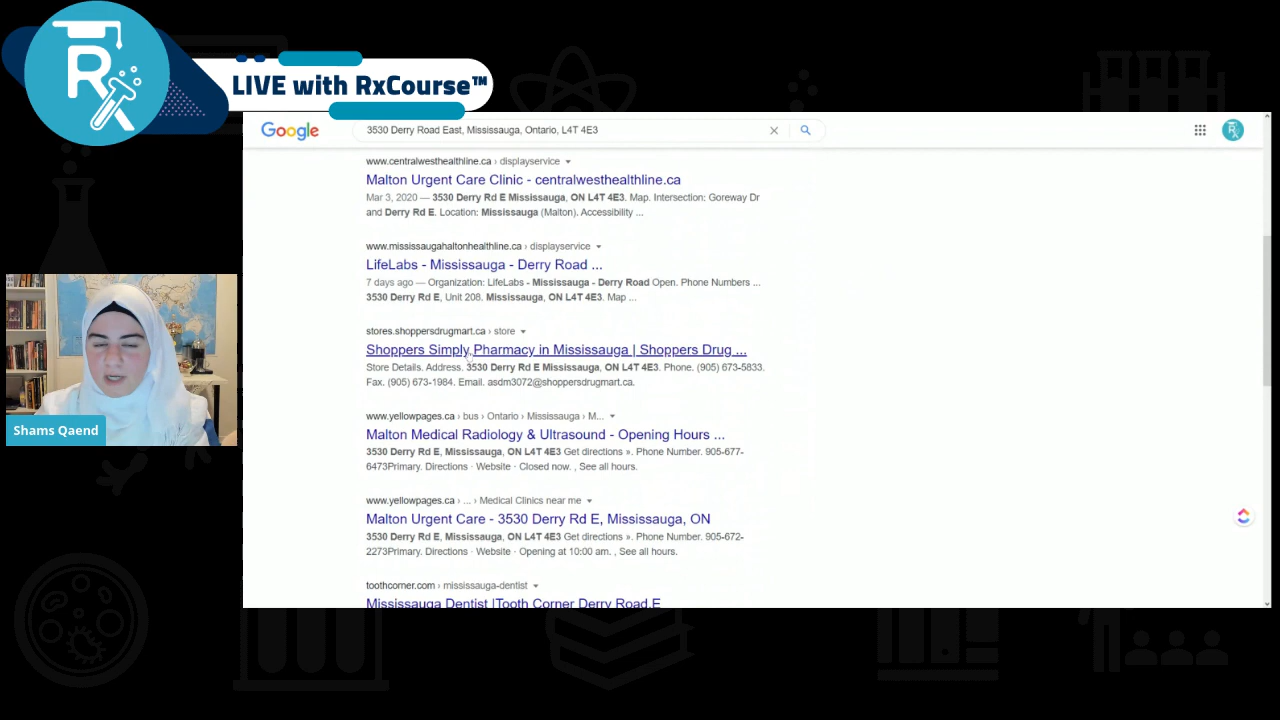 LIVE with RxCourse™
Google
3530 Derry Road East, Mississauga, Ontario, L4T 4E3
www.centralwesthealthline.ca › displayservice
Malton Urgent Care Clinic - centralwesthealthline.ca
Mar 3, 2020 — 3530 Derry Rd E Mississauga, ON L4T 4E3. Map. Intersection: Goreway Dr
and Derry Rd E. Location: Mississauga (Malton). Accessibility ...
www.mississaugahaltonhealthline.ca › displayservice
LifeLabs - Mississauga - Derry Road ...
7 days ago — Organization: LifeLabs - Mississauga - Derry Road Open. Phone Numbers ...
3530 Derry Rd E, Unit 208. Mississauga, ON L4T 4E3. Map ...
stores.shoppersdrugmart.ca › store
Shoppers Simply Pharmacy in Mississauga | Shoppers Drug ...
Store Details. Address. 3530 Derry Rd E Mississauga, ON L4T 4E3. Phone. (905) 673-5833.
Fax. (905) 673-1984. Email. asdm3072@shoppersdrugmart.ca.
www.yellowpages.ca › bus › Ontario › Mississauga › M...
Malton Medical Radiology & Ultrasound - Opening Hours ...
3530 Derry Rd E, Mississauga, ON L4T 4E3 Get directions ». Phone Number. 905-677-
6473Primary. Directions · Website · Closed now. , See all hours.
www.yellowpages.ca › ... › Medical Clinics near me
Malton Urgent Care - 3530 Derry Rd E, Mississauga, ON
3530 Derry Rd E, Mississauga, ON L4T 4E3 Get directions ». Phone Number. 905-672-
2273Primary. Directions · Website · Opening at 10:00 am. , See all hours.
toothcorner.com › mississauga-dentist
Mississauga Dentist |Tooth Corner Derry Road.E
Shams Qaend